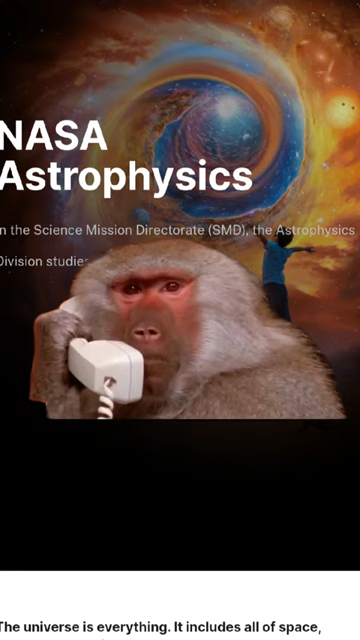 NASA
Astrophysics
n the Science Mission Directorate (SMD), the Astrophysics
Division studies
The universe is everything. It includes all of space,